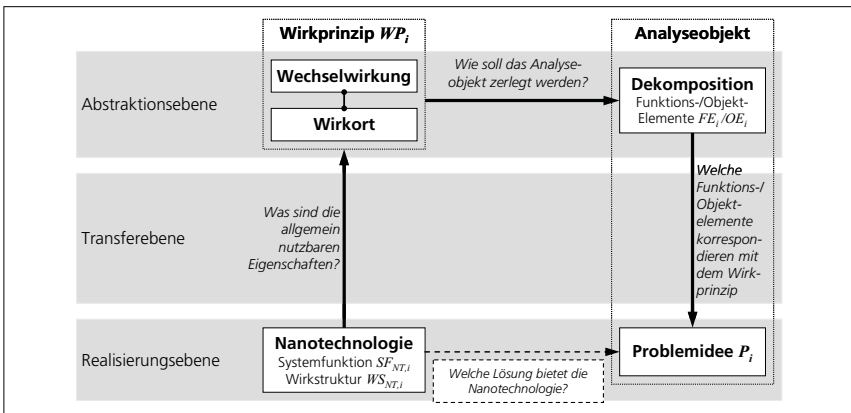 Wirkprinzip WP_i
Analyseobjekt
Abstraktionsebene
Wechselwirkung
Wirkort
Wie soll das Analyse-
objekt zerlegt werden?
Dekomposition
Funktions-/Objekt-
Elemente FE_i /OE_i
Transferebene
Was sind die
allgemein
nutzbaren
Eigenschaften?
Welche
Funktions-/
Objekt-
elemente
korrespon-
dieren mit
dem Wirk-
prinzip
Realisierungsebene
Nanotechnologie
Systemfunktion SF_NT,i
Wirkstruktur WS_NT,i
Welche Lösung bietet die
Nanotechnologie?
Problemidee P_i